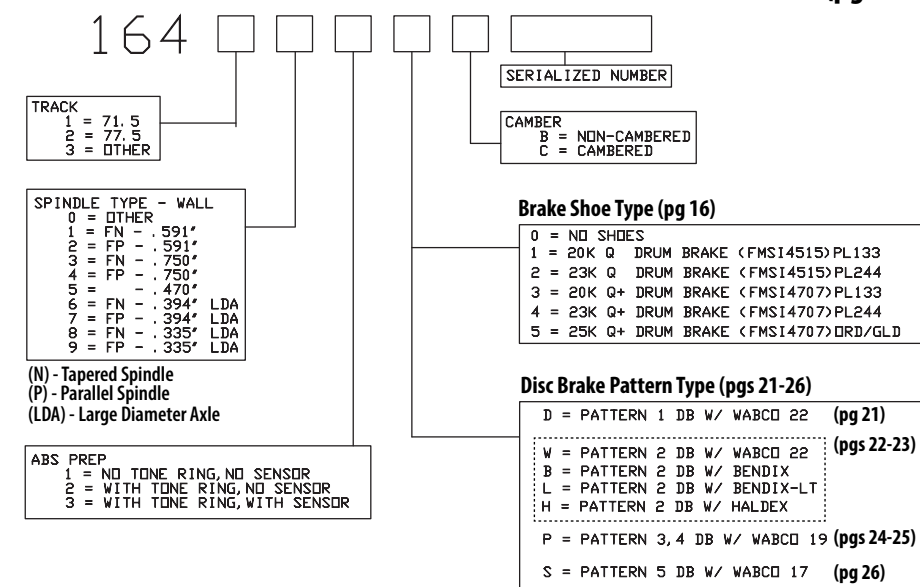 164
SERIALIZED NUMBER
TRACK
1 = 71.5
2 = 77.5
3 = OTHER
CAMBER
B = NON-CAMBERED
C = CAMBERED
SPINDLE TYPE - WALL
0 = OTHER
1 = FN - .591"
2 = FP - .591"
3 = FN - .750"
4 = FP - .750"
5 = - .470"
6 = FN - .394" LDA
7 = FP - .394" LDA
8 = FN - .335" LDA
9 = FP - .335" LDA
(N) - Tapered Spindle
(P) - Parallel Spindle
(LDA) - Large Diameter Axle
ABS PREP
1 = NO TONE RING, NO SENSOR
2 = WITH TONE RING, NO SENSOR
3 = WITH TONE RING, WITH SENSOR
Brake Shoe Type (pg 16)
0 = NO SHOES
1 = 20K Q DRUM BRAKE (FMSI4515)PL133
2 = 23K Q DRUM BRAKE (FMSI4515)PL244
3 = 20K Q+ DRUM BRAKE (FMSI4707)PL133
4 = 23K Q+ DRUM BRAKE (FMSI4707)PL244
5 = 25K Q+ DRUM BRAKE (FMSI4707)ORD/GLD
Disc Brake Pattern Type (pgs 21-26)
D = PATTERN 1 DB W/ WABCO 22 (pg 21)
W = PATTERN 2 DB W/ WABCO 22 (pgs 22-23)
B = PATTERN 2 DB W/ BENDIX
L = PATTERN 2 DB W/ BENDIX-LT
H = PATTERN 2 DB W/ HALDEX
P = PATTERN 3,4 DB W/ WABCO 19 (pgs 24-25)
S = PATTERN 5 DB W/ WABCO 17 (pg 26)